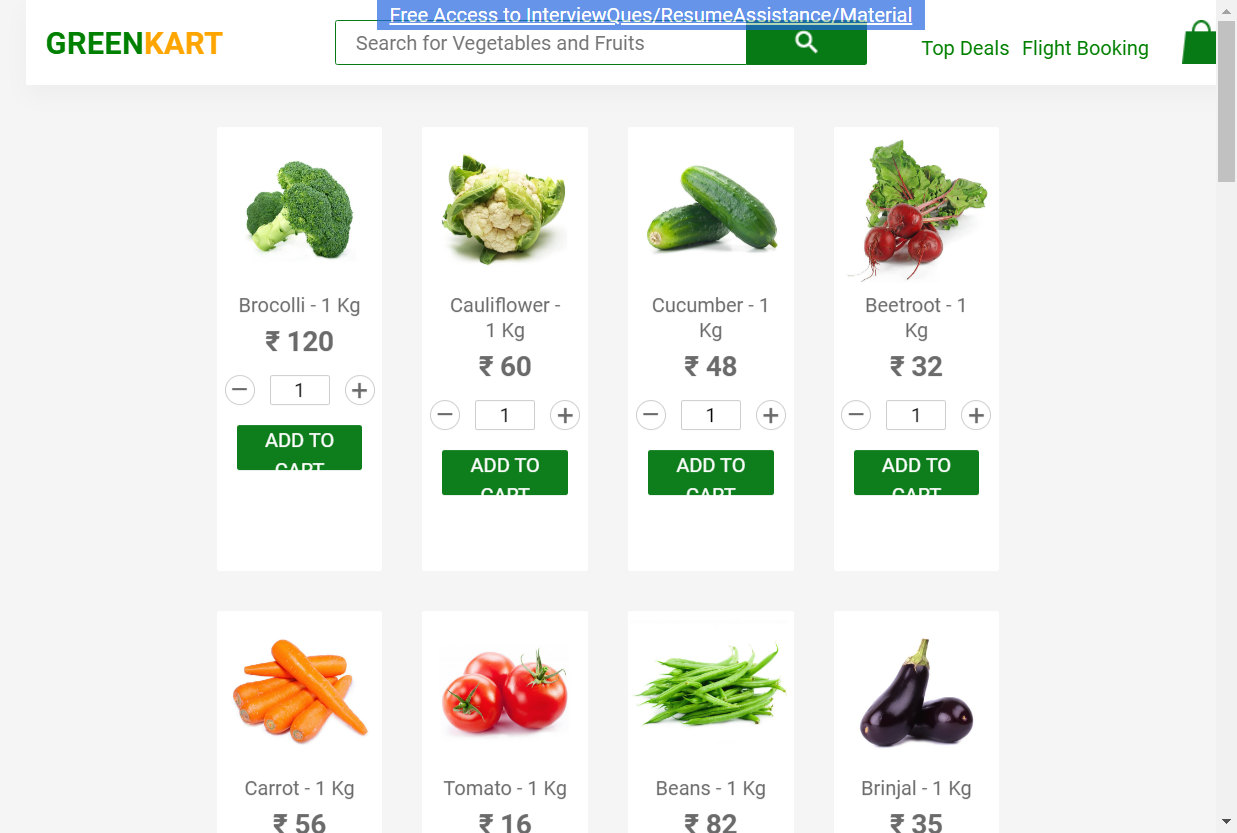 Free Access to InterviewQues/ResumeAssistance/Material
GREENKART
Search for Vegetables and Fruits
Top Deals Flight Booking
Brocolli - 1 Kg
₹ 120
1
ADD TO
CART
Cauliflower -
1 Kg
₹ 60
1
ADD TO
CART
Cucumber - 1
Kg
₹ 48
1
ADD TO
CART
Beetroot - 1
Kg
₹ 32
1
ADD TO
CART
Carrot - 1 Kg
₹ 56
Tomato - 1 Kg
₹ 16
Beans - 1 Kg
₹ 82
Brinjal - 1 Kg
₹ 35